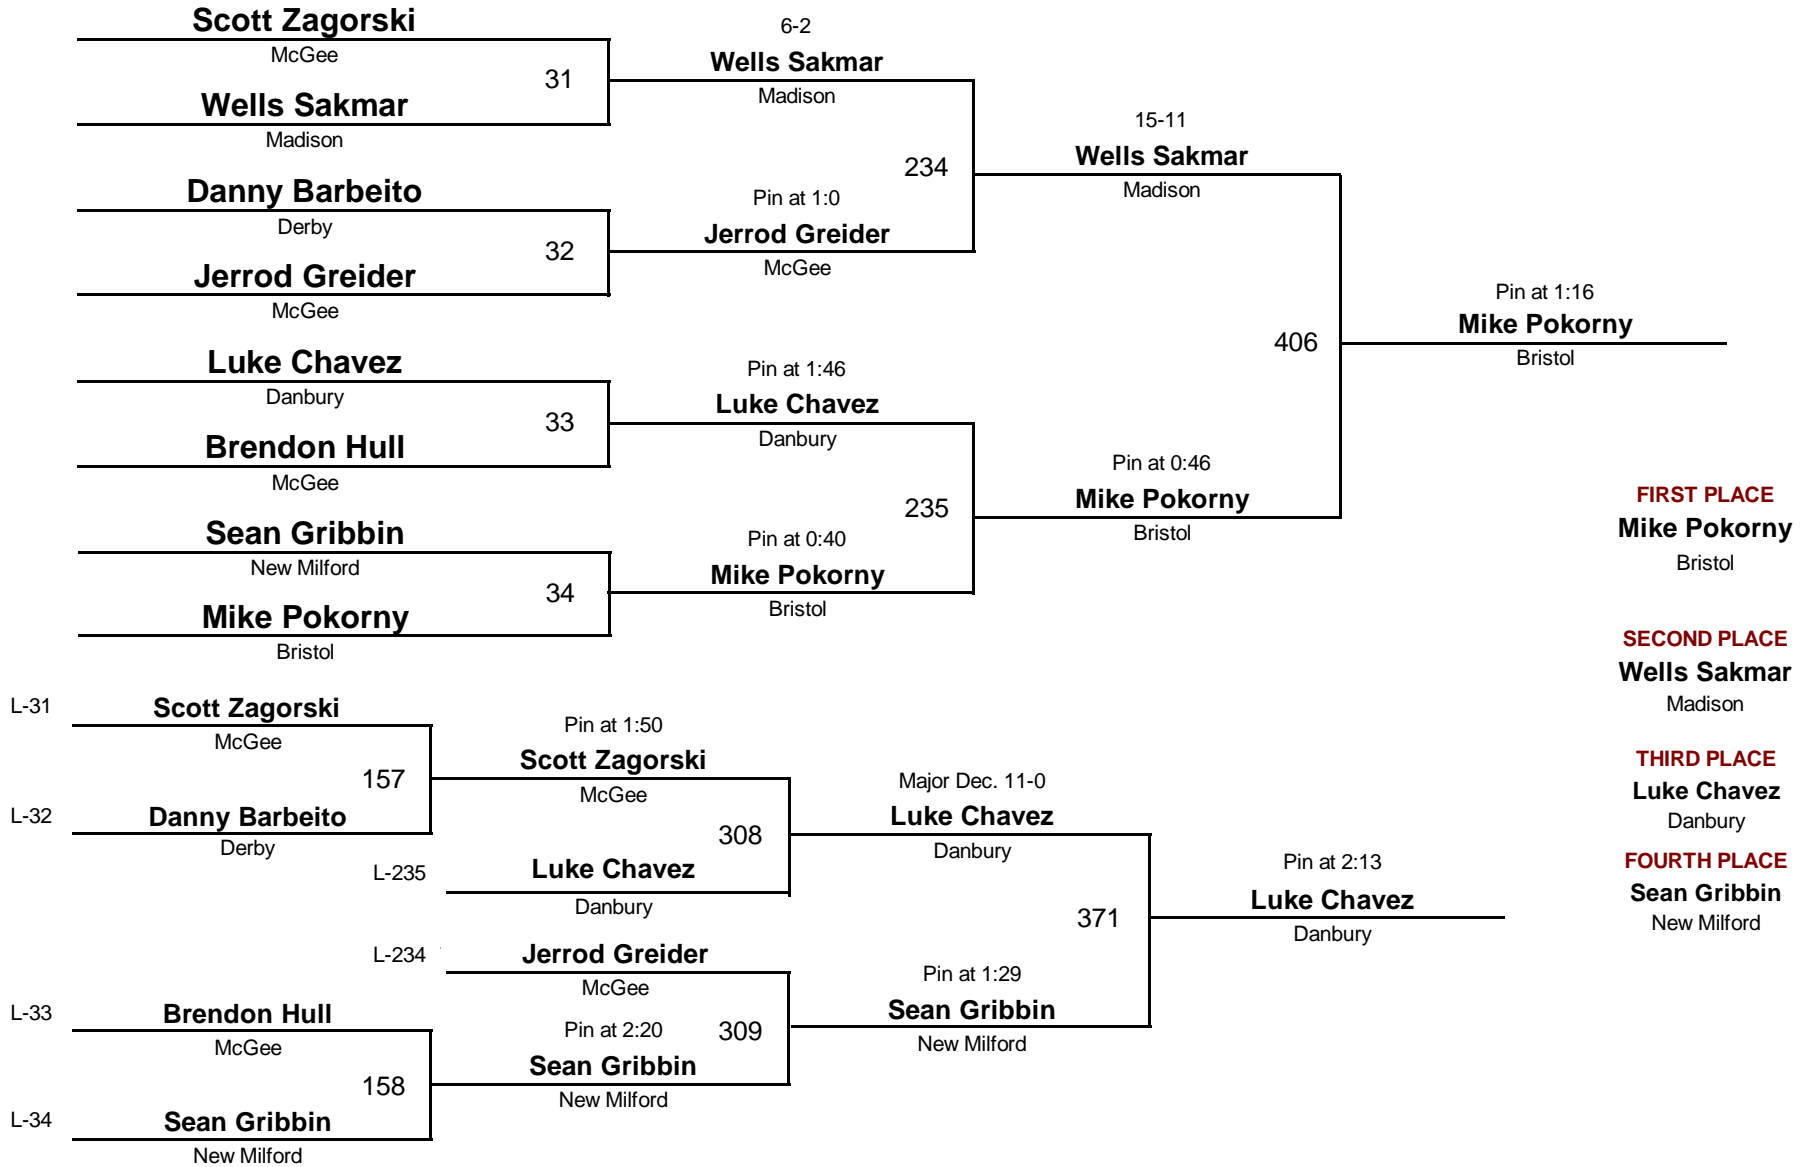 Scott Zagorski
McGee
31
Wells Sakmar
Madison
Danny Barbeito
Derby
32
Jerrod Greider
McGee
Luke Chavez
Danbury
33
Brendon Hull
McGee
Sean Gribbin
New Milford
34
Mike Pokorny
Bristol
6-2
Wells Sakmar
Madison
234
Pin at 1:0
Jerrod Greider
McGee
Pin at 1:46
Luke Chavez
Danbury
235
Pin at 0:40
Mike Pokorny
Bristol
15-11
Wells Sakmar
Madison
406
Pin at 0:46
Mike Pokorny
Bristol
Pin at 1:16
Mike Pokorny
Bristol
FIRST PLACE
Mike Pokorny
Bristol
SECOND PLACE
Wells Sakmar
Madison
THIRD PLACE
Luke Chavez
Danbury
FOURTH PLACE
Sean Gribbin
New Milford
L-31
Scott Zagorski
McGee
157
L-32
Danny Barbeito
Derby
L-33
Brendon Hull
McGee
158
L-34
Sean Gribbin
New Milford
Pin at 1:50
Scott Zagorski
McGee
308
L-235
Luke Chavez
Danbury
L-234
Jerrod Greider
McGee
309
Pin at 2:20
Sean Gribbin
New Milford
Major Dec. 11-0
Luke Chavez
Danbury
371
Pin at 1:29
Sean Gribbin
New Milford
Pin at 2:13
Luke Chavez
Danbury